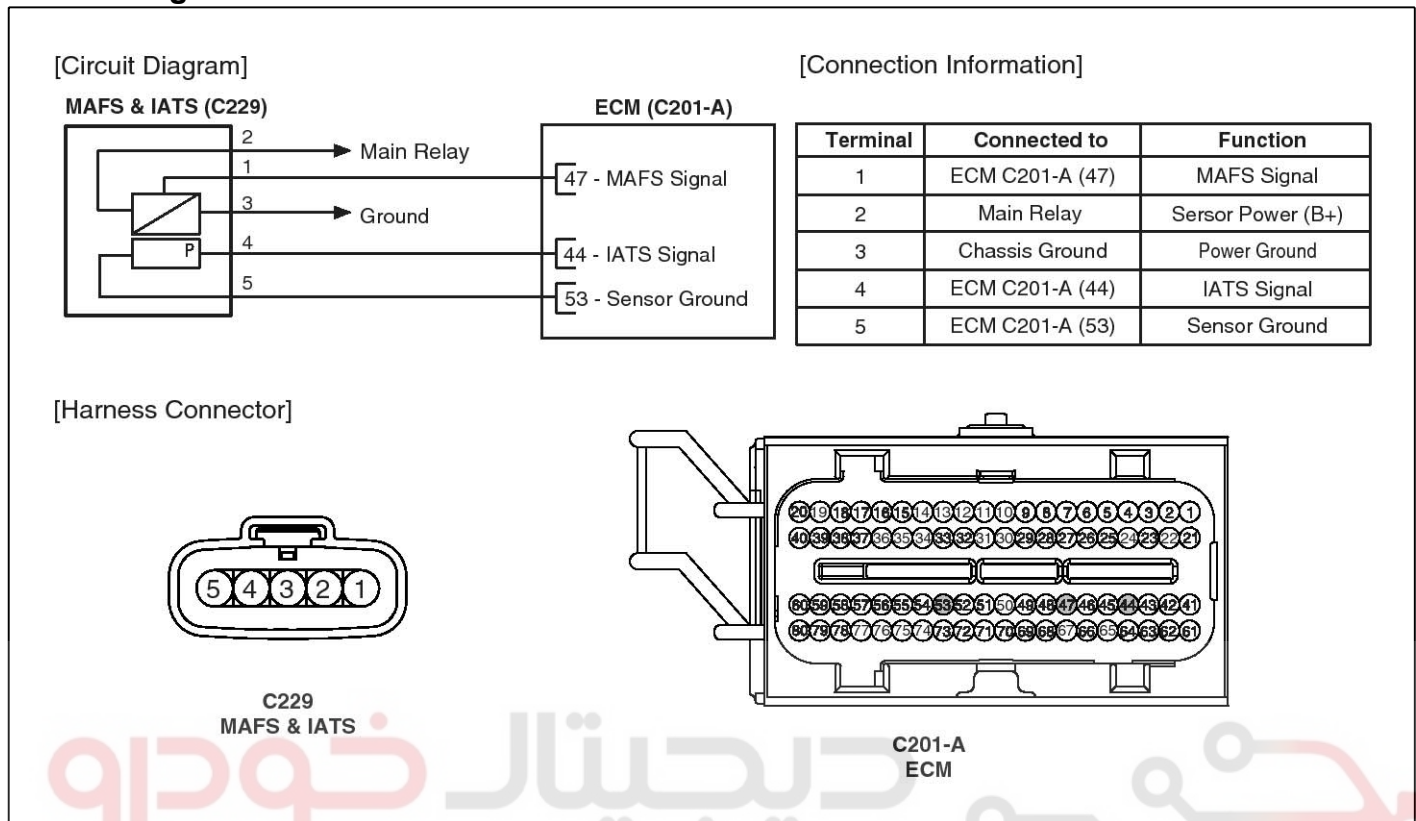 [Circuit Diagram]
MAFS & IATS (C229)
ECM (C201-A)
2
Main Relay
1
47 - MAFS Signal
3
Ground
P
4
44 - IATS Signal
5
53 - Sensor Ground
[Connection Information]
Terminal Connected to Function
1 ECM C201-A (47) MAFS Signal
2 Main Relay Sersor Power (B+)
3 Chassis Ground Power Ground
4 ECM C201-A (44) IATS Signal
5 ECM C201-A (53) Sensor Ground
[Harness Connector]
5 4 3 2 1
C229
MAFS & IATS
20 19 18 17 16 15 14 13 12 11 10 9 8 7 6 5 4 3 2 1
40 39 38 37 36 35 34 33 32 31 30 29 28 27 26 25 24 23 22 21
60 59 58 57 56 55 54 53 52 51 50 49 48 47 46 45 44 43 42 41
80 79 78 77 76 75 74 73 72 71 70 69 68 67 66 65 64 63 62 61
C201-A
ECM
دیجیتال خودرو